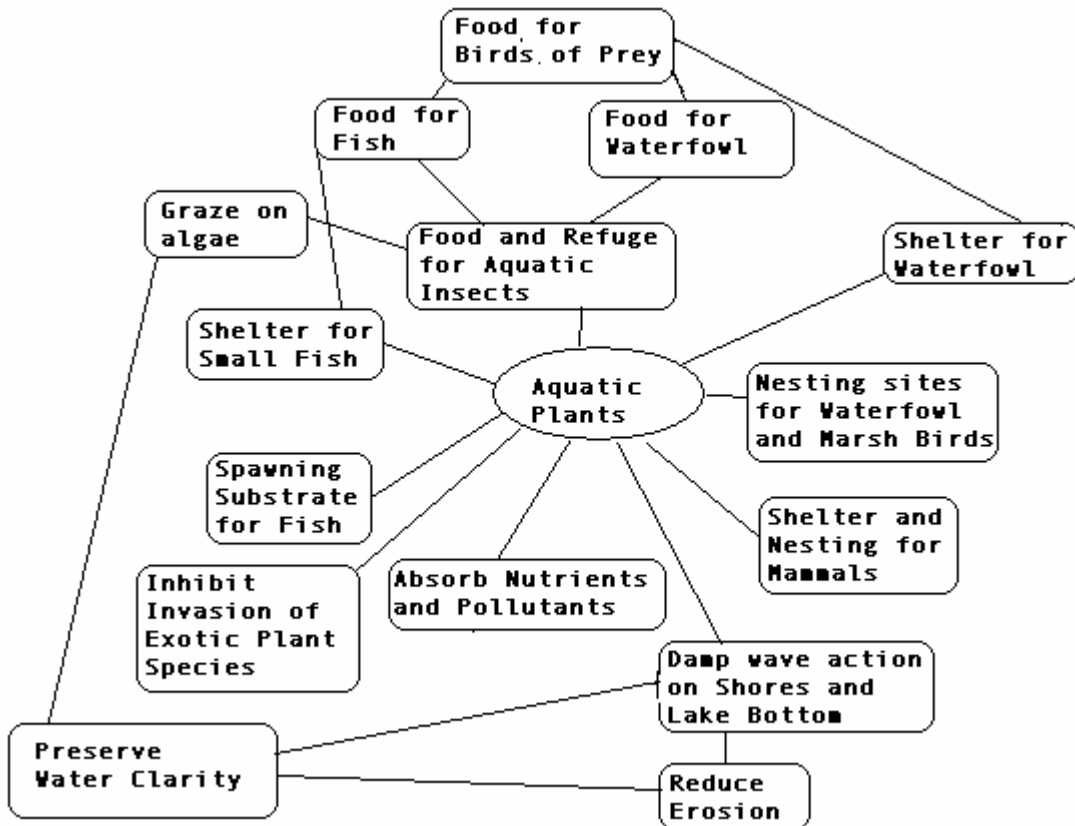 Food for
Birds of Prey
Food for
Fish
Food for
Waterfowl
Graze on
algae
Food and Refuge
for Aquatic
Insects
Shelter for
Waterfowl
Shelter for
Small Fish
Aquatic
Plants
Nesting sites
for Waterfowl
and Marsh Birds
Spawning
Substrate
for Fish
Shelter and
Nesting for
Mammals
Inhibit
Invasion of
Exotic Plant
Species
Absorb Nutrients
and Pollutants
Damp wave action
on Shores and
Lake Bottom
Preserve
Water Clarity
Reduce
Erosion